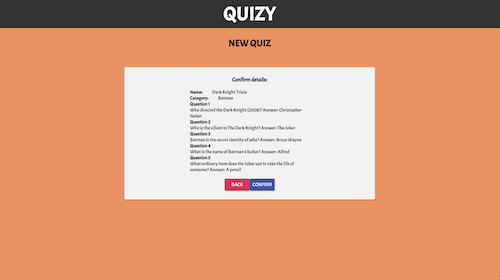 QUIZY
NEW QUIZ
Confirm details:
Name: Dark Knight Trivia
Category: Batman
Question 1
Who directed the Dark Knight (2008)? Answer: Christopher
Nolan
Question 2
Who is the villain in The Dark Knight? Answer: The Joker
Question 3
Batman is the secret identity of who? Answer: Bruce Wayne
Question 4
What is the name of Batman's butler? Answer: Alfred
Question 5
What ordinary item does the Joker use to take the life of
someone? Answer: A pencil
BACK CONFIRM